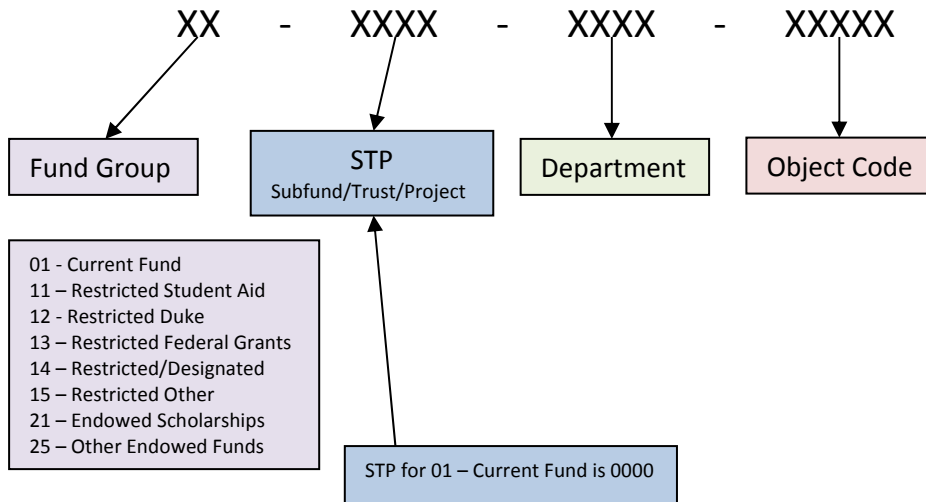 XX - XXXX - XXXX - XXXXX
Fund Group
STP
Subfund/Trust/Project
Department
Object Code
01 - Current Fund
11 – Restricted Student Aid
12 - Restricted Duke
13 – Restricted Federal Grants
14 – Restricted/Designated
15 – Restricted Other
21 – Endowed Scholarships
25 – Other Endowed Funds
STP for 01 – Current Fund is 0000